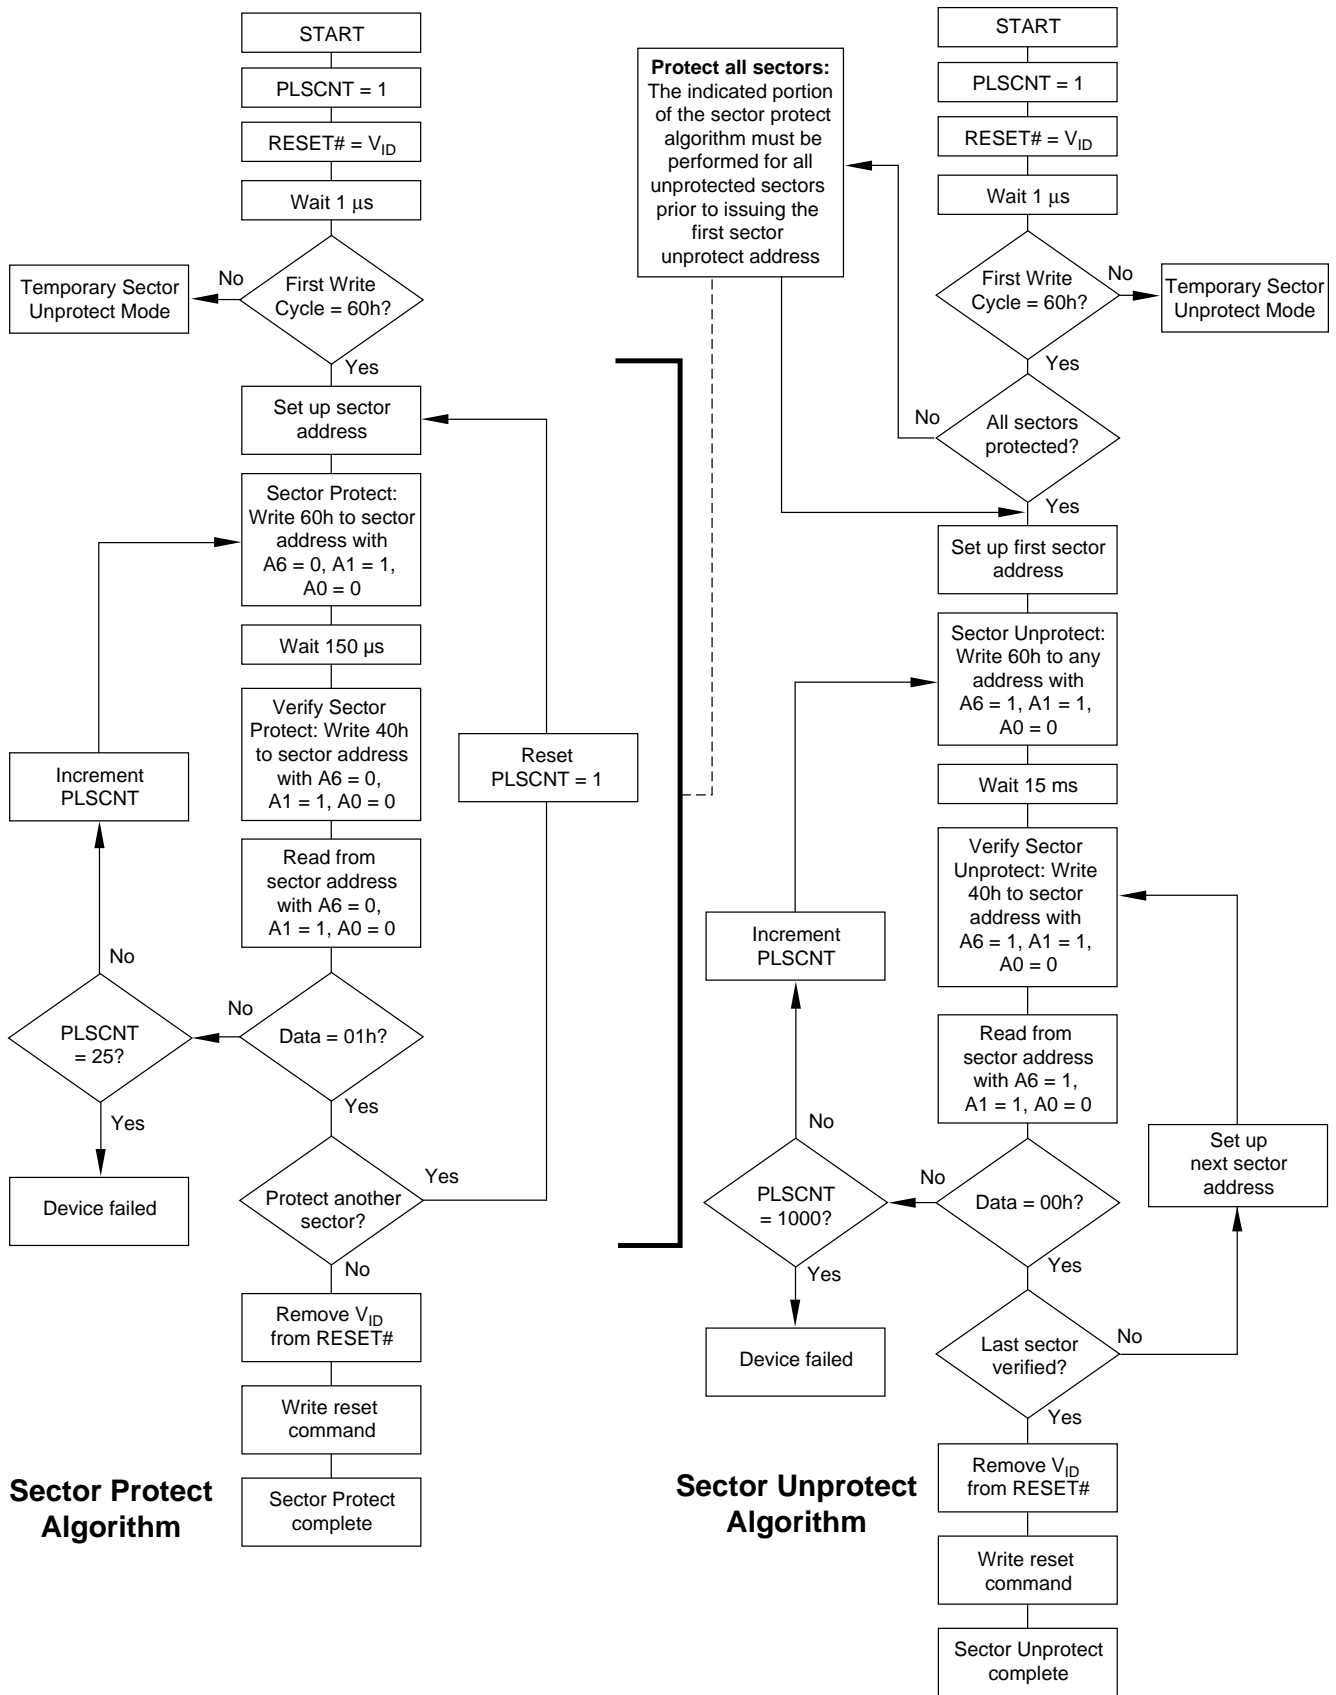 START
PLSCNT = 1
RESET# = VID
Wait 1 μs
First Write
Cycle = 60h?
No
Temporary Sector
Unprotect Mode
Yes
Set up sector
address
Sector Protect:
Write 60h to sector
address with
A6 = 0, A1 = 1,
A0 = 0
Wait 150 µs
Verify Sector
Protect: Write 40h
to sector address
with A6 = 0,
A1 = 1, A0 = 0
Reset
PLSCNT = 1
Increment
PLSCNT
Read from
sector address
with A6 = 0,
A1 = 1, A0 = 0
No
PLSCNT
= 25?
No
Data = 01h?
Yes
Yes
Device failed
Protect another
sector?
Yes
No
Remove VID
from RESET#
Write reset
command
Sector Protect
complete
Sector Protect
Algorithm
Protect all sectors:
The indicated portion
of the sector protect
algorithm must be
performed for all
unprotected sectors
prior to issuing the
first sector
unprotect address
START
PLSCNT = 1
RESET# = VID
Wait 1 μs
First Write
Cycle = 60h?
No
Temporary Sector
Unprotect Mode
Yes
No
All sectors
protected?
Yes
Set up first sector
address
Sector Unprotect:
Write 60h to any
address with
A6 = 1, A1 = 1,
A0 = 0
Wait 15 ms
Verify Sector
Unprotect: Write
40h to sector
address with
A6 = 1, A1 = 1,
A0 = 0
Increment
PLSCNT
Read from
sector address
with A6 = 1,
A1 = 1, A0 = 0
No
Set up
next sector
address
No
PLSCNT
= 1000?
Data = 00h?
Yes
Yes
Device failed
Last sector
verified?
No
Yes
Remove VID
from RESET#
Write reset
command
Sector Unprotect
complete
Sector Unprotect
Algorithm